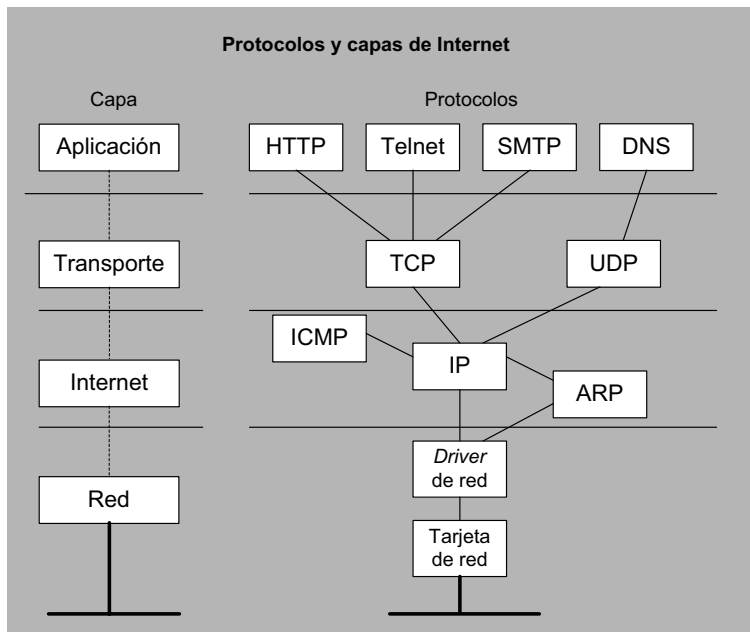 Protocolos y capas de Internet
Capa
Protocolos
Aplicación
HTTP
Telnet
SMTP
DNS
Transporte
TCP
UDP
ICMP
IP
Internet
ARP
Driver
de red
Red
Tarjeta
de red